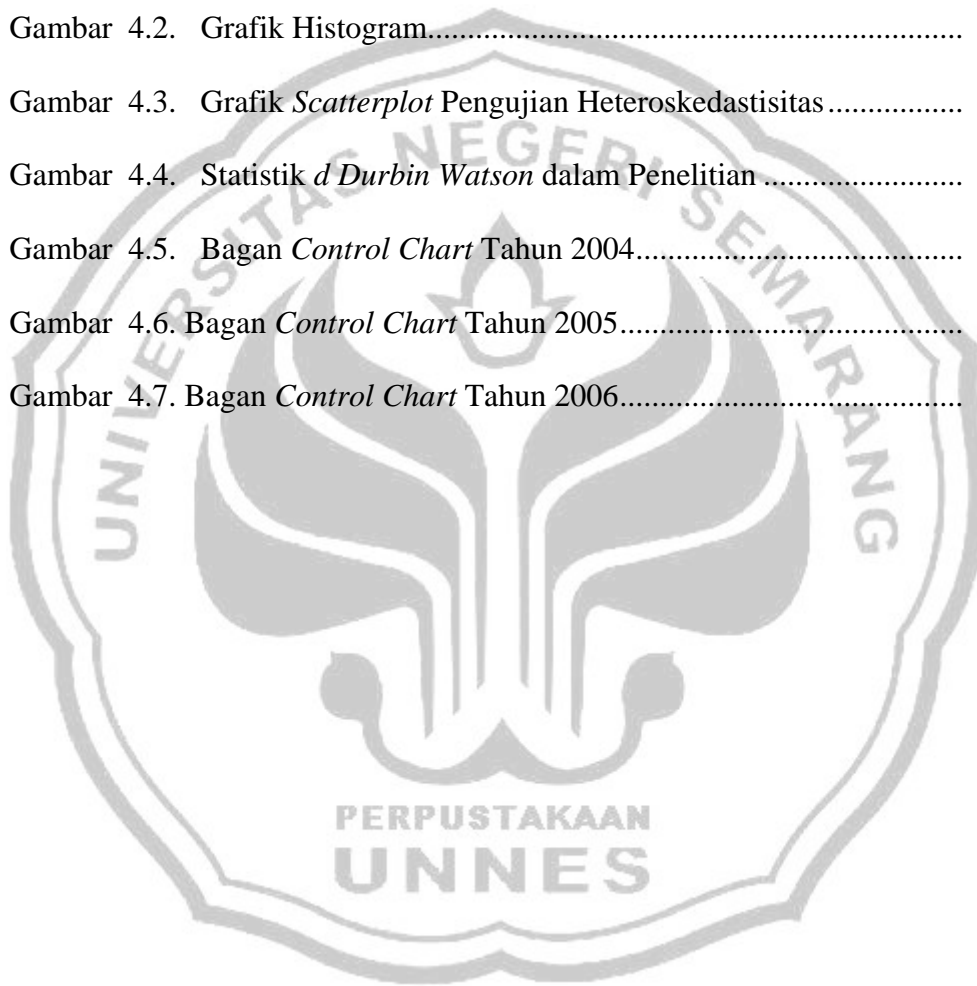 Gambar 4.2. Grafik Histogram..................................................................
Gambar 4.3. Grafik Scatterplot Pengujian Heteroskedastisitas................
Gambar 4.4. Statistik d Durbin Watson dalam Penelitian .......................
Gambar 4.5. Bagan Control Chart Tahun 2004......................................
Gambar 4.6. Bagan Control Chart Tahun 2005........................................
Gambar 4.7. Bagan Control Chart Tahun 2006........................................
UNIVERSITAS NEGERI SEMARANG
PERPUSTAKAAN
UNNES